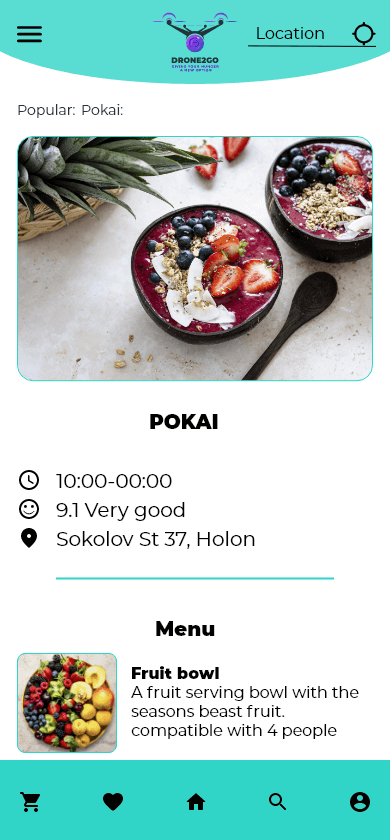 Location
DRONE2GO
GIVING YOUR HUNGER
A NEW OPTION
Popular: Pokai:
POKAI
10:00-00:00
9.1 Very good
Sokolov St 37, Holon
Menu
Fruit bowl
A fruit serving bowl with the
seasons beast fruit.
compatible with 4 people